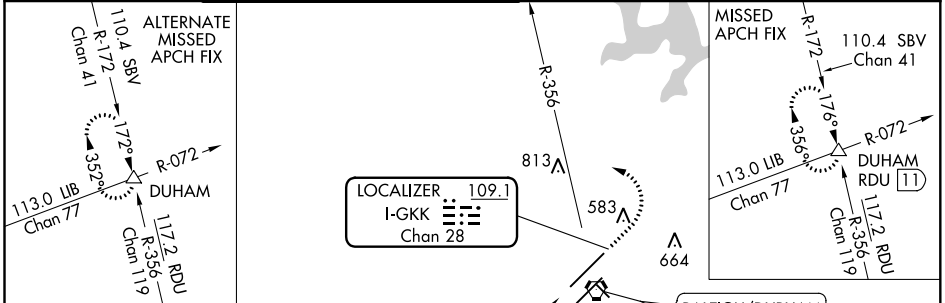 ALTERNATE
MISSED
APCH FIX
110.4 SBV
R-172
Chan 41
172°
352°
R-072
DUHAM
113.0 LIB
Chan 77
117.2 RDU
R-356
Chan 119
R-356
813
583
664
LOCALIZER 109.1
I-GKK
Chan 28
MISSED
APCH FIX
110.4 SBV
Chan 41
R-172
176°
356°
R-072
DUHAM
RDU 11
113.0 LIB
Chan 77
117.2 RDU
R-356
Chan 119